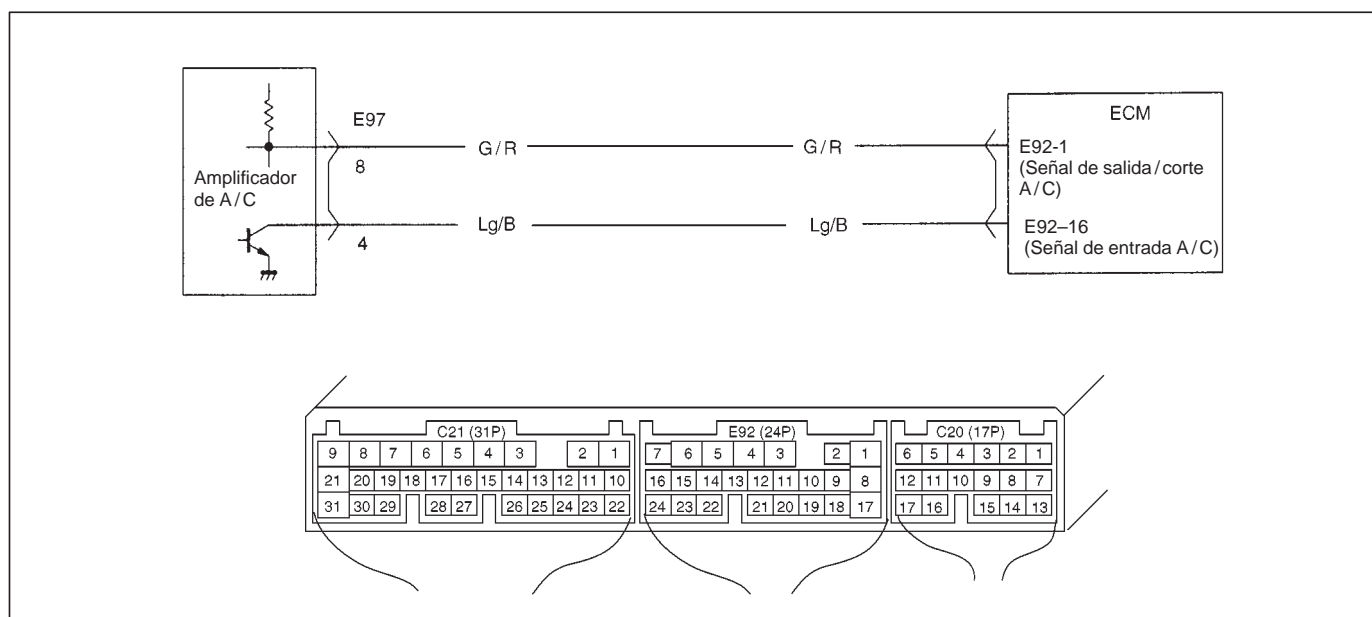 E97
ECM
G/R G/R
E92-1
(Señal de salida/corte
A/C)
8
Amplificador
de A/C
Lg/B Lg/B
E92–16
(Señal de entrada A/C)
4
C21 (31P) E92 (24P) C20 (17P)
9 8 7 6 5 4 3 2 1 7 6 5 4 3 2 1 6 5 4 3 2 1
21 20 19 18 17 16 15 14 13 12 11 10 16 15 14 13 12 11 10 9 8 12 11 10 9 8 7
31 30 29 28 27 26 25 24 23 22 24 23 22 21 20 19 18 17 17 16 15 14 13